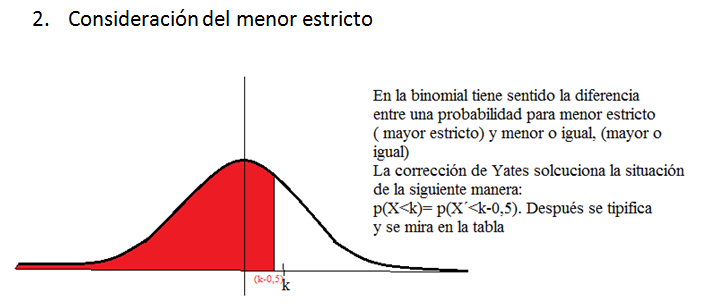 2. Consideración del menor estricto
En la binomial tiene sentido la diferencia
entre una probabilidad para menor estricto
( mayor estricto) y menor o igual, (mayor o
igual)
La corrección de Yates solcuciona la situación
de la siguiente manera:
p(X<k)= p(X´<k-0,5). Después se tipifica
y se mira en la tabla
(k-0,5)
k